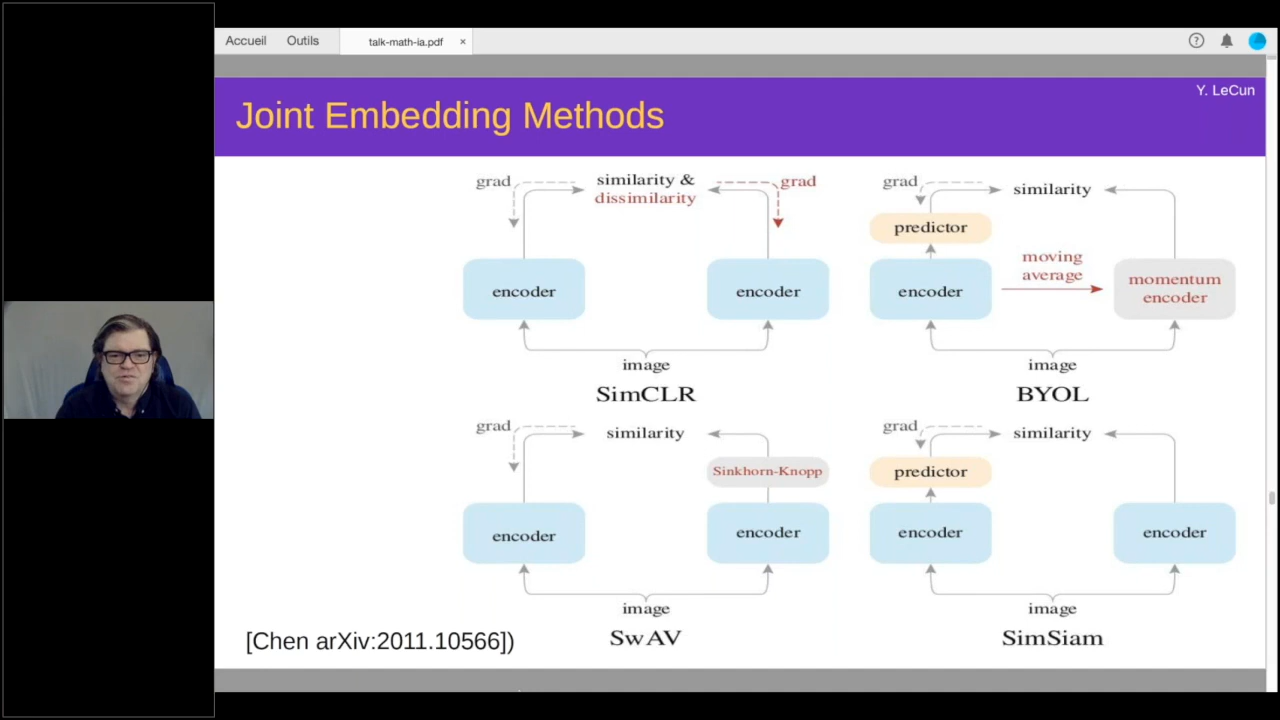 Accueil Outils talk-math-ia.pdf ×
Y. LeCun
Joint Embedding Methods
grad similarity & grad
dissimilarity
encoder encoder
image
SimCLR
grad similarity
predictor
moving
average
encoder momentum
encoder
image
BYOL
grad similarity
Sinkhorn-Knopp
encoder encoder
image
SwAV
grad similarity
predictor
encoder encoder
image
SimSiam
[Chen arXiv:2011.10566])